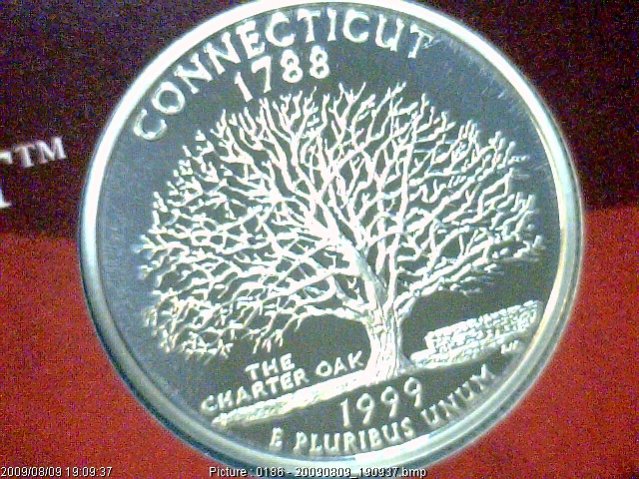 CONNECTICUT
1788
TM
THE
CHARTER OAK
1999
E PLURIBUS UNUM
2009/08/09 19:09:37
Picture : 0186 - 20090809_190937.bmp